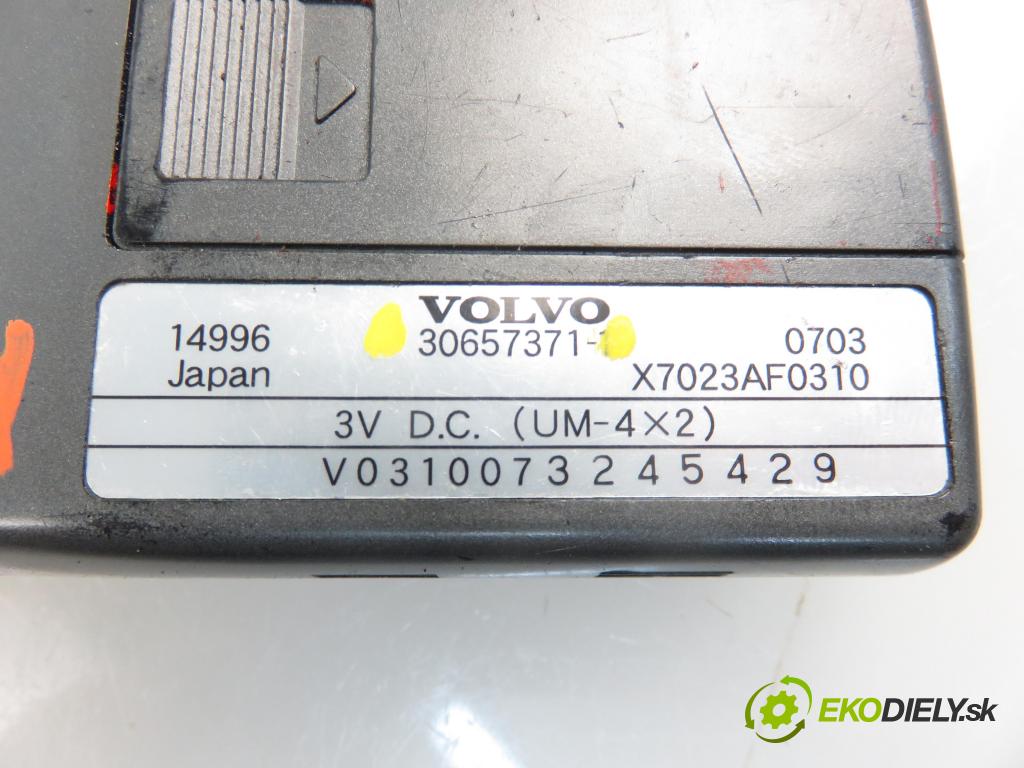 VOLVO
14996 30657371- 0703
Japan X7023AF0310
3V D.C. (UM-4×2)
V0310073245429
EKODIELY.sk